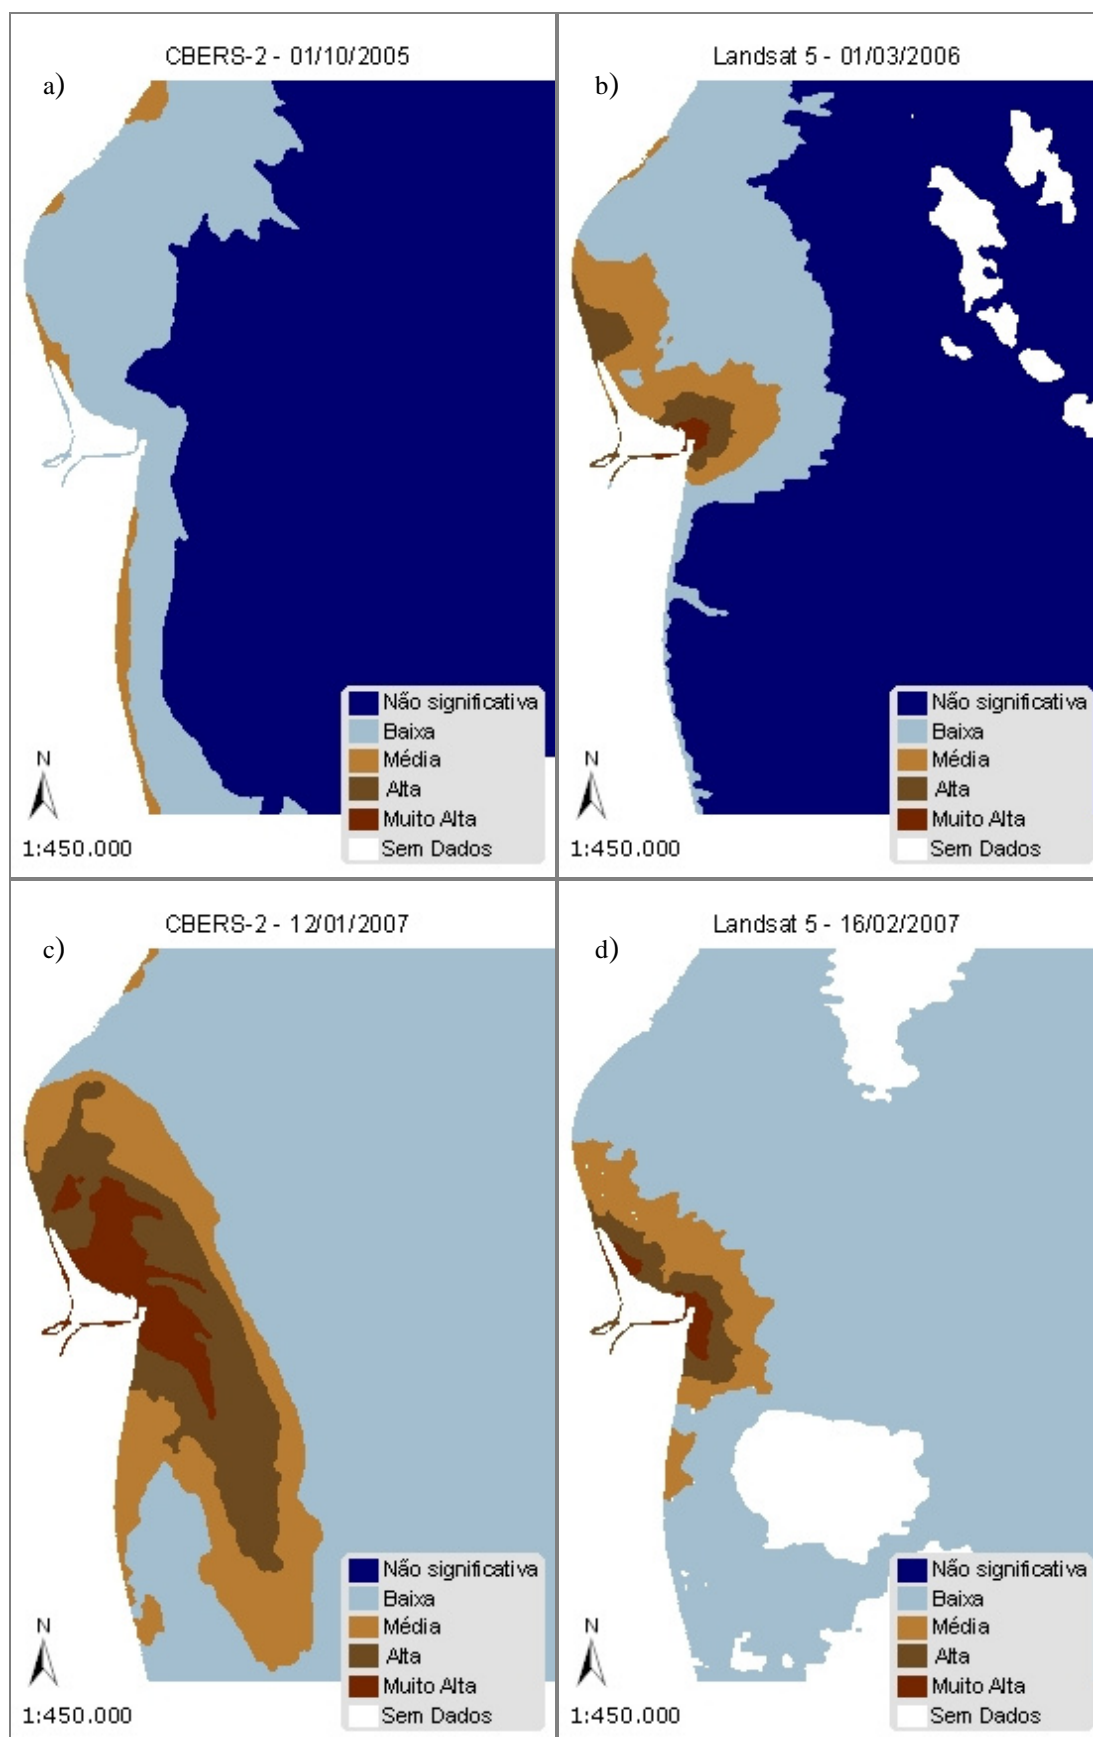 CBERS-2 - 01/10/2005
a)
Não significativa
Baixa
Média
Alta
Muito Alta
Sem Dados
N
1:450.000
Landsat 5 - 01/03/2006
b)
Não significativa
Baixa
Média
Alta
Muito Alta
Sem Dados
N
1:450.000
CBERS-2 - 12/01/2007
c)
Não significativa
Baixa
Média
Alta
Muito Alta
Sem Dados
N
1:450.000
Landsat 5 - 16/02/2007
d)
Não significativa
Baixa
Média
Alta
Muito Alta
Sem Dados
N
1:450.000